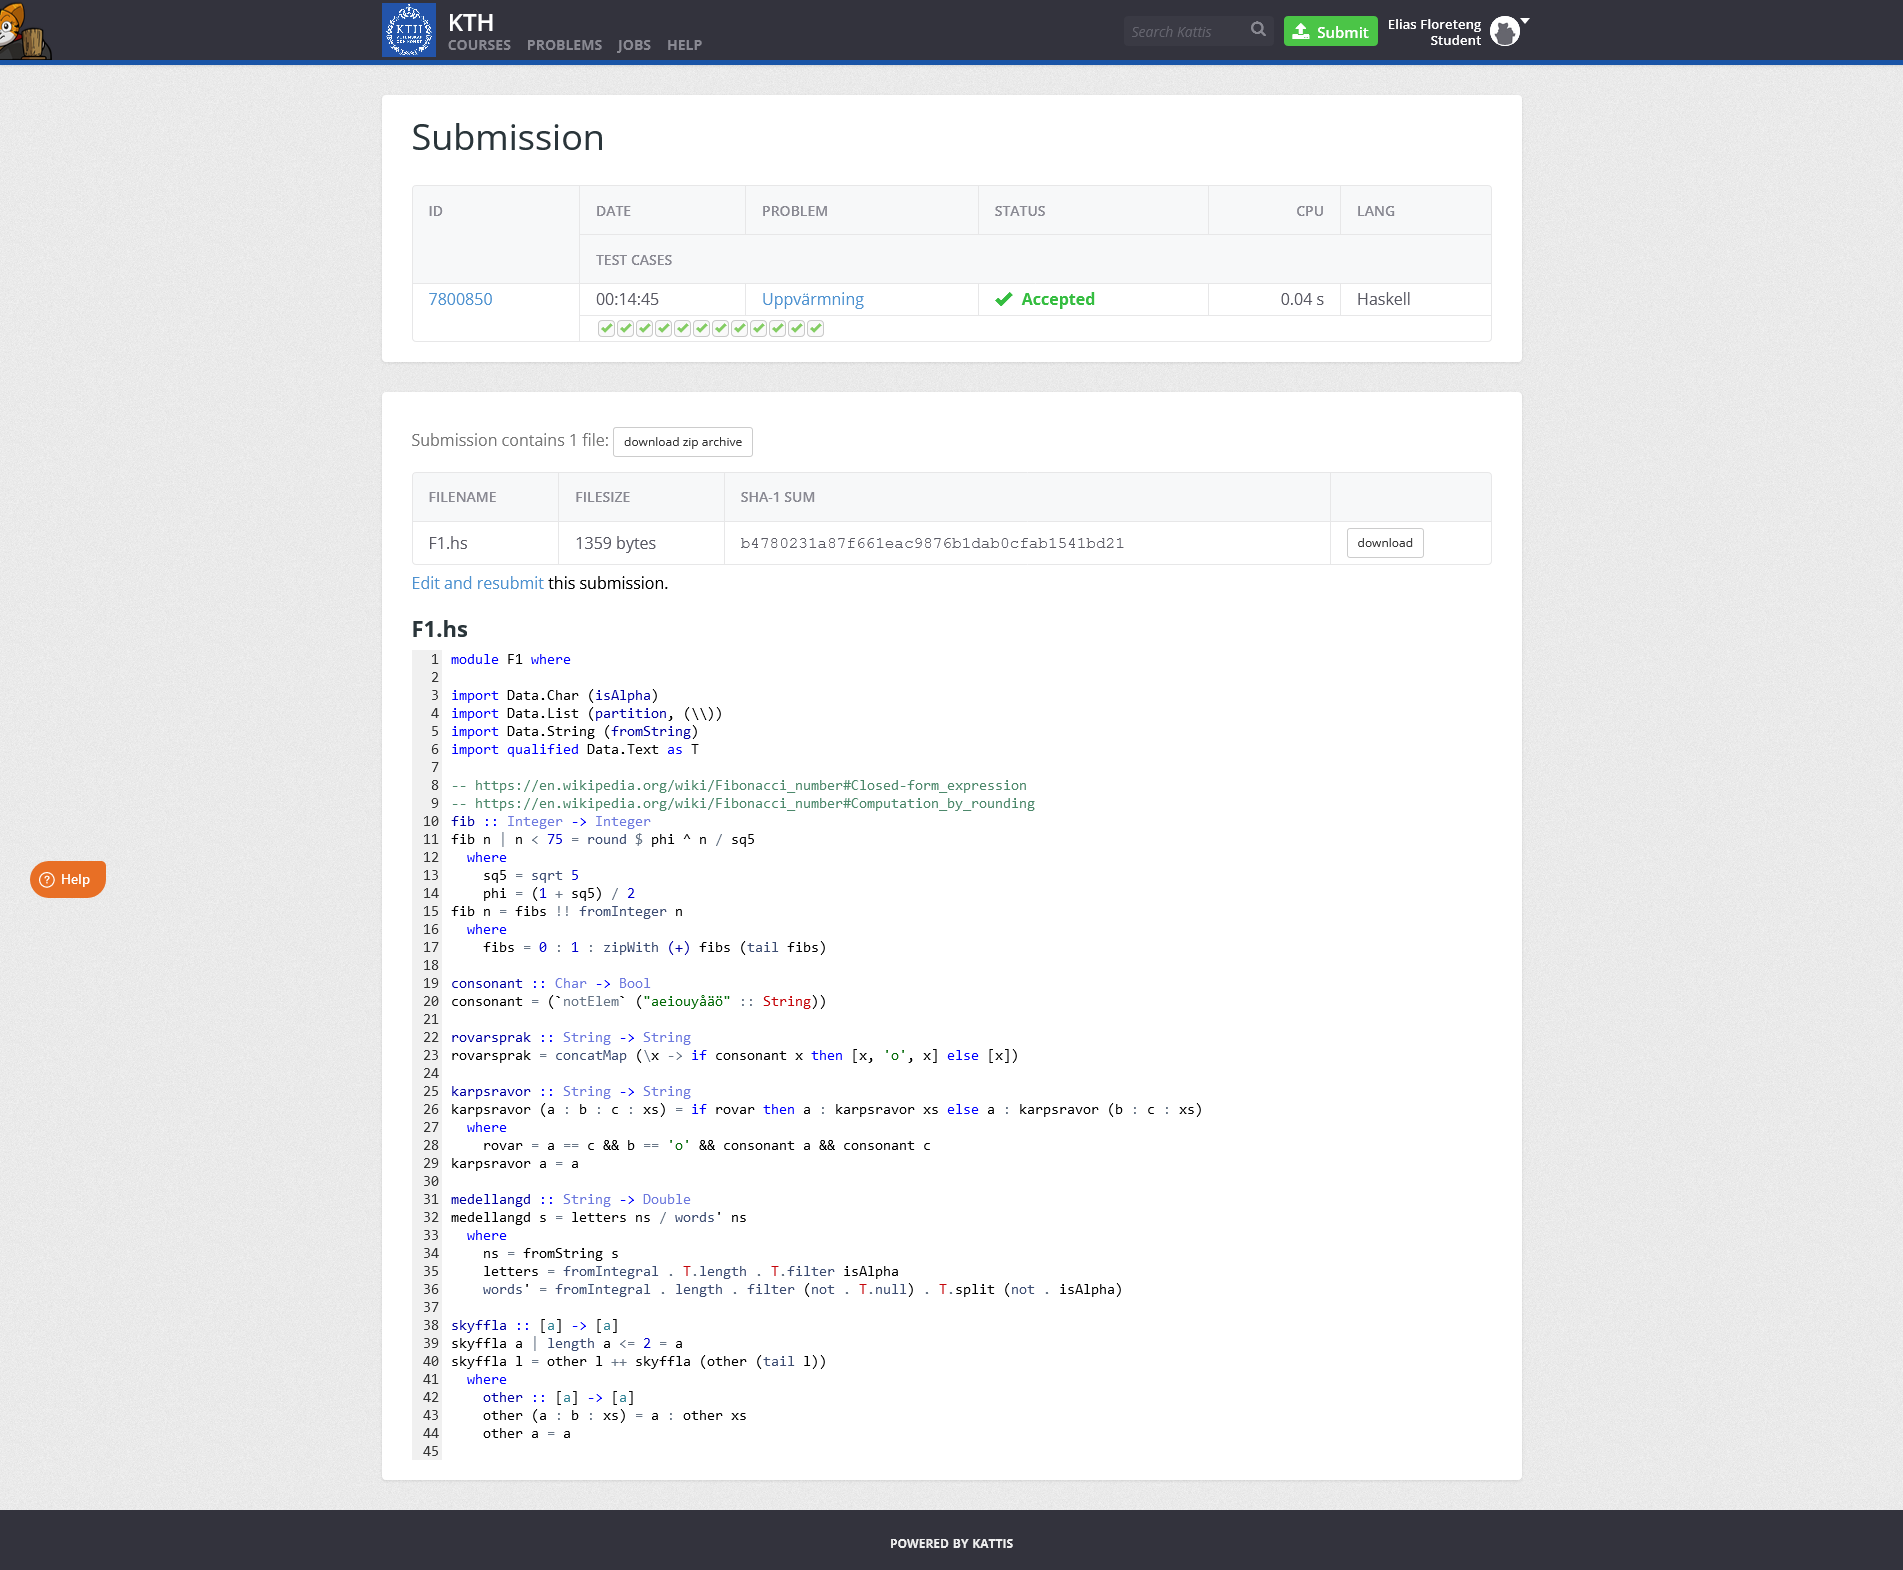 KTH
COURSES PROBLEMS JOBS HELP
Search Kattis
Submit
Elias Floreteng
Student
Submission
ID DATE PROBLEM STATUS CPU LANG
TEST CASES
7800850 00:14:45 Uppvärmning Accepted 0.04 s Haskell
Submission contains 1 file: download zip archive
FILENAME FILESIZE SHA-1 SUM
F1.hs 1359 bytes b4780231a87f661eac9876b1dab0cfab1541bd21 download
Edit and resubmit this submission.
F1.hs
1 module F1 where
2
3 import Data.Char (isAlpha)
4 import Data.List (partition, (\\))
5 import Data.String (fromString)
6 import qualified Data.Text as T
7
8 -- https://en.wikipedia.org/wiki/Fibonacci_number#Closed-form_expression
9 -- https://en.wikipedia.org/wiki/Fibonacci_number#Computation_by_rounding
10 fib :: Integer -> Integer
11 fib n | n < 75 = round $ phi ^ n / sq5
12   where
13     sq5 = sqrt 5
14     phi = (1 + sq5) / 2
15 fib n = fibs !! fromInteger n
16   where
17     fibs = 0 : 1 : zipWith (+) fibs (tail fibs)
18
19 consonant :: Char -> Bool
20 consonant = (`notElem` ("aeiouyåäö" :: String))
21
22 rovarsprak :: String -> String
23 rovarsprak = concatMap (\x -> if consonant x then [x, 'o', x] else [x])
24
25 karpsravor :: String -> String
26 karpsravor (a : b : c : xs) = if rovar then a : karpsravor xs else a : karpsravor (b : c : xs)
27   where
28     rovar = a == c && b == 'o' && consonant a && consonant c
29 karpsravor a = a
30
31 medellangd :: String -> Double
32 medellangd s = letters ns / words' ns
33   where
34     ns = fromString s
35     letters = fromIntegral . T.length . T.filter isAlpha
36     words' = fromIntegral . length . filter (not . T.null) . T.split (not . isAlpha)
37
38 skyffla :: [a] -> [a]
39 skyffla a | length a <= 2 = a
40 skyffla l = other l ++ skyffla (other (tail l))
41   where
42     other :: [a] -> [a]
43     other (a : b : xs) = a : other xs
44     other a = a
45
Help
POWERED BY KATTIS